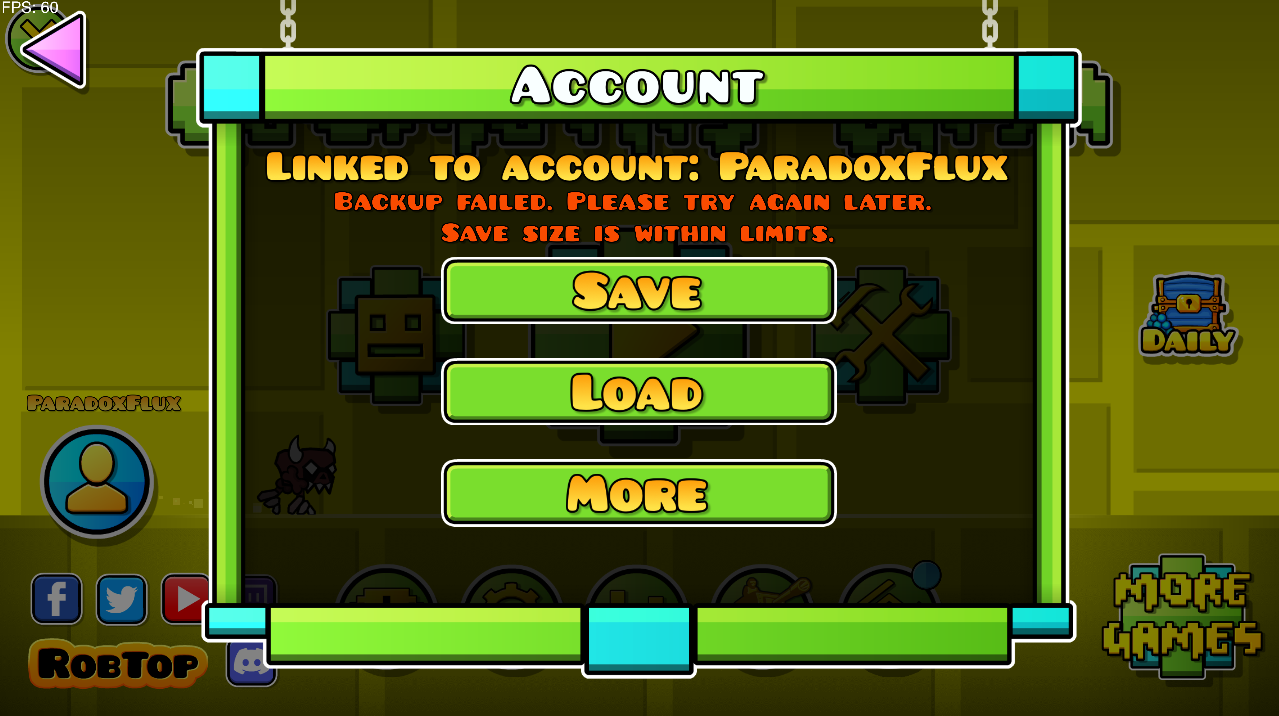 FPS: 60
Account
Linked to account: ParadoxFlux
Backup failed. Please try again later.
Save size is within limits.
Save
Load
More
Daily
ParadoxFlux
RobTop
MORE
GAMES